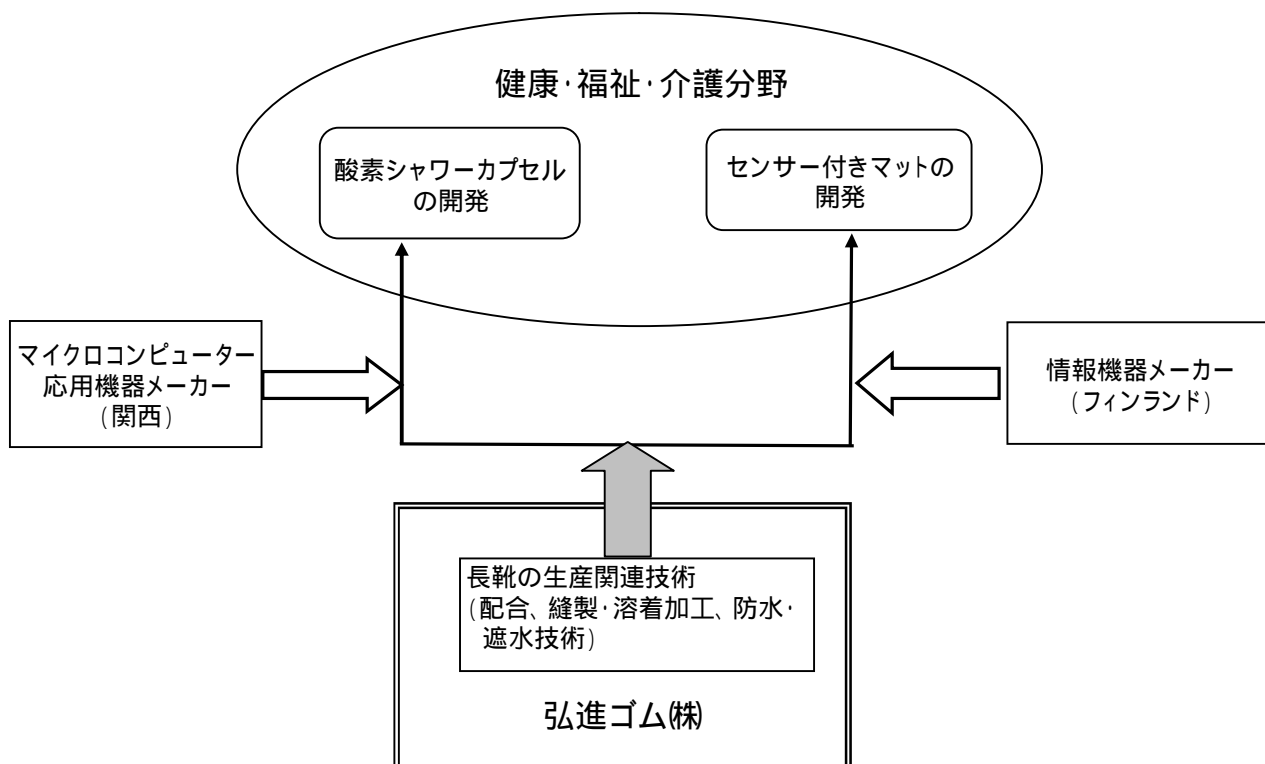 健康・福祉・介護分野
酸素シャワーカプセル
の開発
センサー付きマットの
開発
マイクロコンピューター
応用機器メーカー
(関西)
情報機器メーカー
(フィンランド)
長靴の生産関連技術
(配合、縫製・溶着加工、防水・
遮水技術)
弘進ゴム(株)